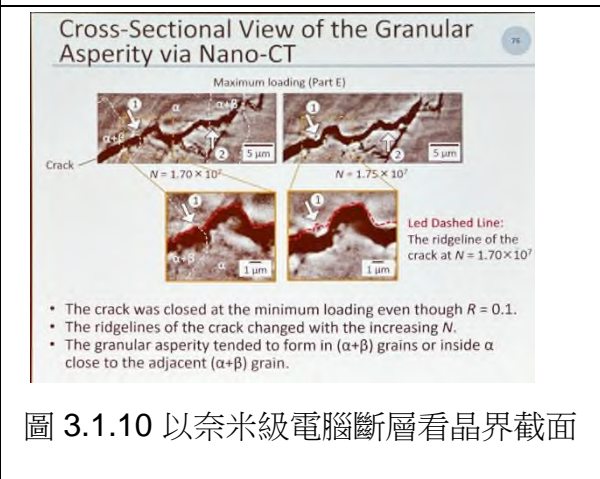 Cross-Sectional View of the Granular
Asperity via Nano-CT
76
Maximum loading (Part E)
1
α
α+β
α+β
2
5 μm
1
2
5 μm
Crack
N = 1.70 × 10⁷
N = 1.75 × 10⁷
1
α+β
α
1 μm
1
1 μm
Led Dashed Line:
The ridgeline of the
crack at N = 1.70×10⁷
• The crack was closed at the minimum loading even though R = 0.1.
• The ridgelines of the crack changed with the increasing N.
• The granular asperity tended to form in (α+β) grains or inside α
close to the adjacent (α+β) grain.
圖 3.1.10 以奈米級電腦斷層看晶界截面